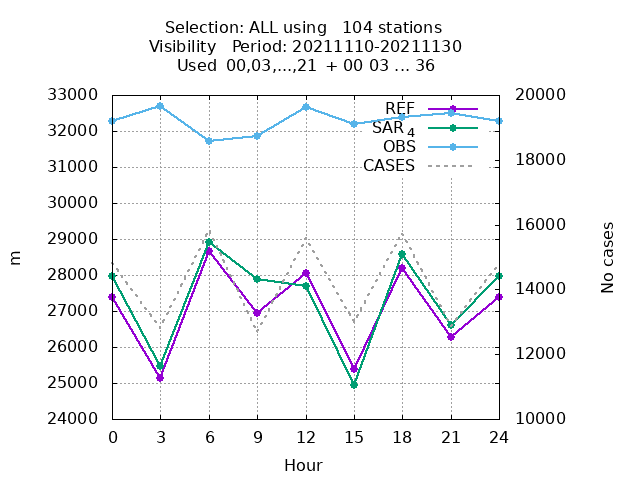 Selection: ALL using   104 stations
Visibility   Period: 20211110-20211130
Used  00,03,...,21  + 00 03 ... 36
33000
32000
31000
30000
29000
28000
27000
26000
25000
24000
m
REF
SAR 4
OBS
CASES
20000
18000
16000
14000
12000
10000
No cases
0 3 6 9 12 15 18 21 24
Hour